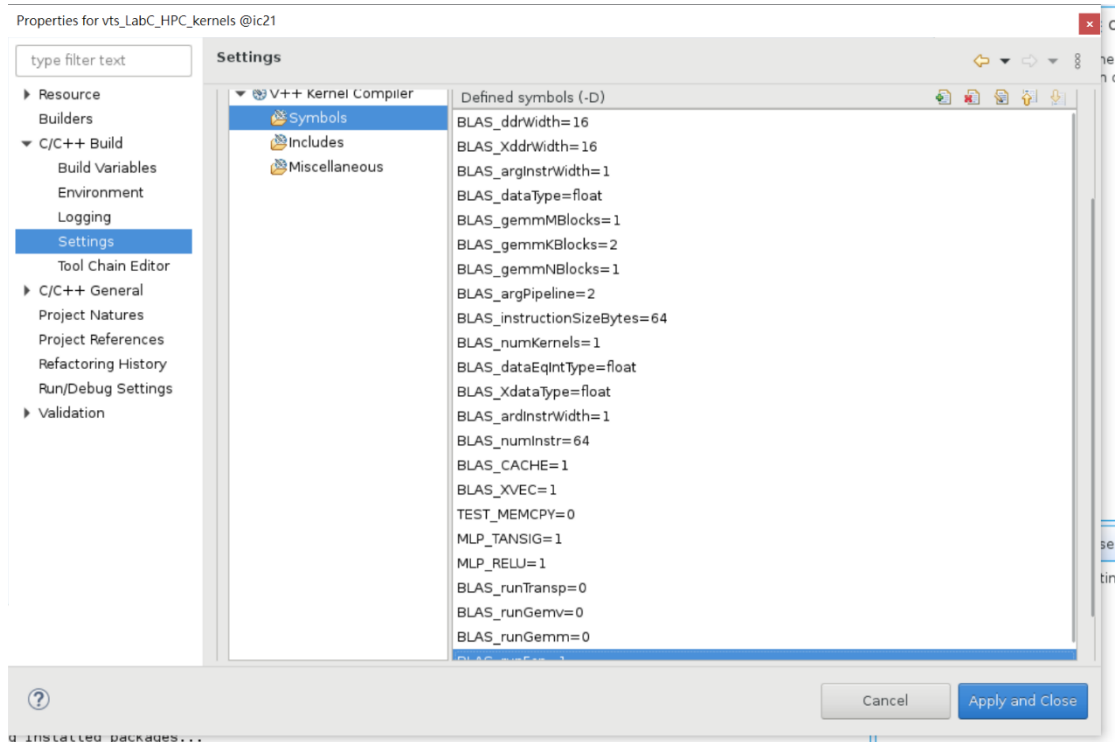 Properties for vts_LabC_HPC_kernels @ic21
type filter text
Resource
Builders
C/C++ Build
Build Variables
Environment
Logging
Settings
Tool Chain Editor
C/C++ General
Project Natures
Project References
Refactoring History
Run/Debug Settings
Validation
Settings
V++ Kernel Compiler
Symbols
Includes
Miscellaneous
Defined symbols (-D)
BLAS_ddrWidth=16
BLAS_XddrWidth=16
BLAS_argInstrWidth=1
BLAS_dataType=float
BLAS_gemmMBlocks=1
BLAS_gemmKBlocks=2
BLAS_gemmNBlocks=1
BLAS_argPipeline=2
BLAS_instructionSizeBytes=64
BLAS_numKernels=1
BLAS_dataEqIntType=float
BLAS_XdataType=float
BLAS_ardInstrWidth=1
BLAS_numInstr=64
BLAS_CACHE=1
BLAS_XVEC=1
TEST_MEMCPY=0
MLP_TANSIG=1
MLP_RELU=1
BLAS_runTransp=0
BLAS_runGemv=0
BLAS_runGemm=0
Cancel
Apply and Close
installed packages...